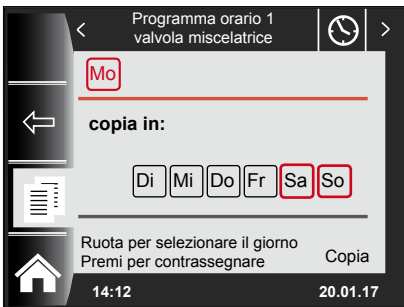 Programma orario 1
valvola miscelatrice
Mo
copia in:
Di Mi Do Fr Sa So
Ruota per selezionare il giorno
Premi per contrassegnare
Copia
14:12
20.01.17